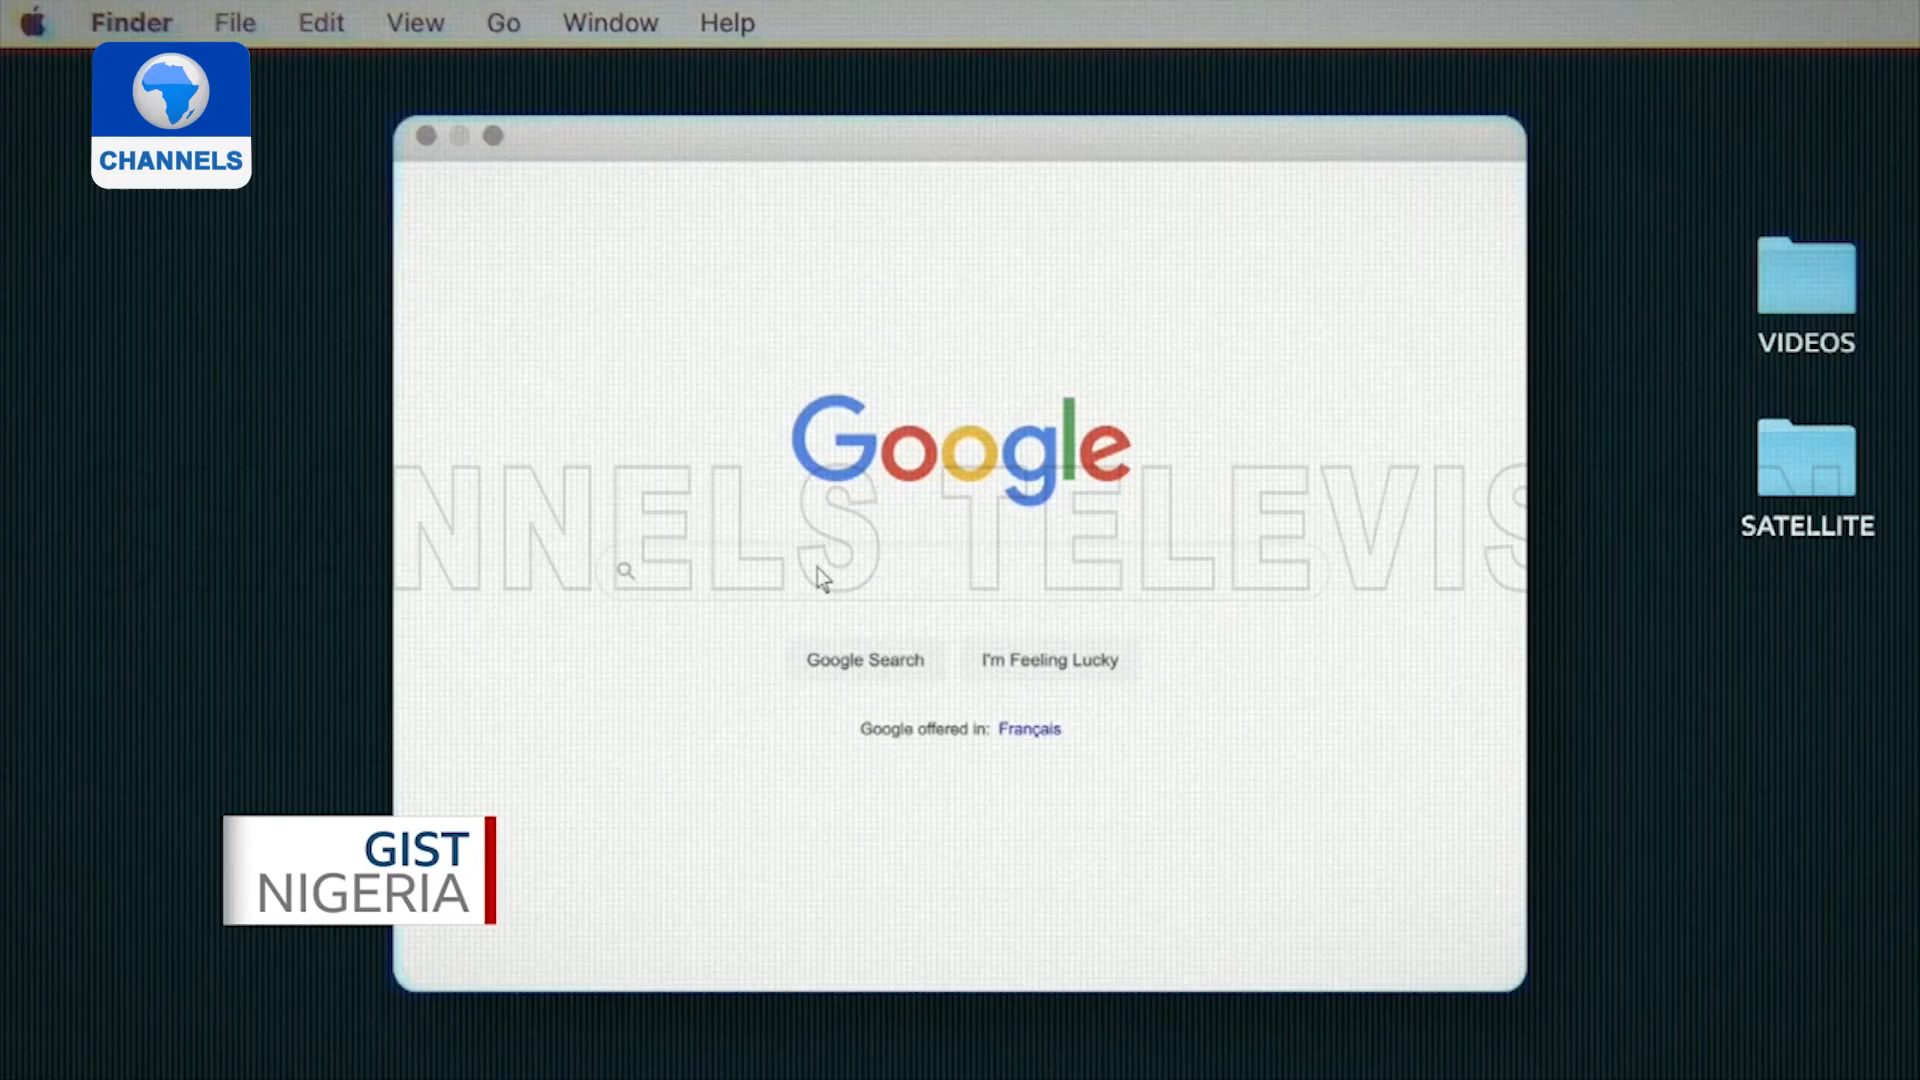 Finder File Edit View Go Window Help
CHANNELS
Google
NNELS TELEVIS
Google Search I'm Feeling Lucky
Google offered in: Français
VIDEOS
SATELLITE
GIST
NIGERIA